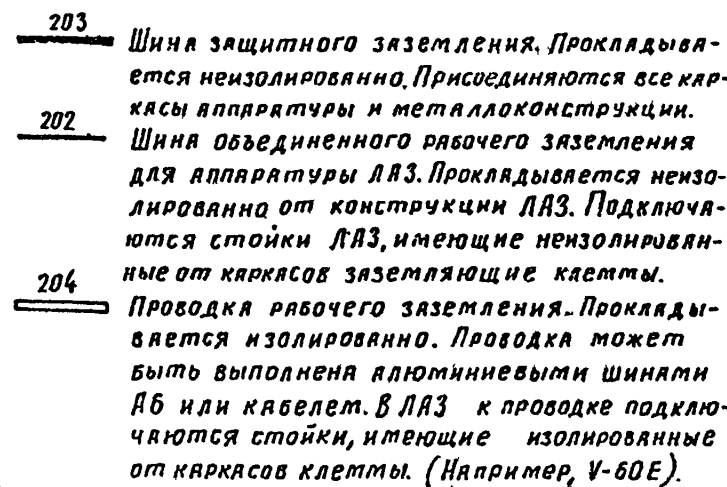 203
Шина защитного заземления. Прокладыва-
ется неизолированно. Присоединяются все кар-
касы аппаратуры и металлоконструкции.
202
Шина объединенного рабочего заземления
для аппаратуры ЛАЗ. Прокладывается неизо-
лированно от конструкции ЛАЗ. Подключа-
ются стойки ЛАЗ, имеющие неизолирован-
ные от каркасов заземляющие клеммы.
204
Проводка рабочего заземления. Прокладыва-
вается изолированно. Проводка может
быть выполнена алюминиевыми шинами
А6 или кабелем. В ЛАЗ к проводке подклю-
чаются стойки, имеющие изолированные
от каркасов клеммы. (Например, V-60E).